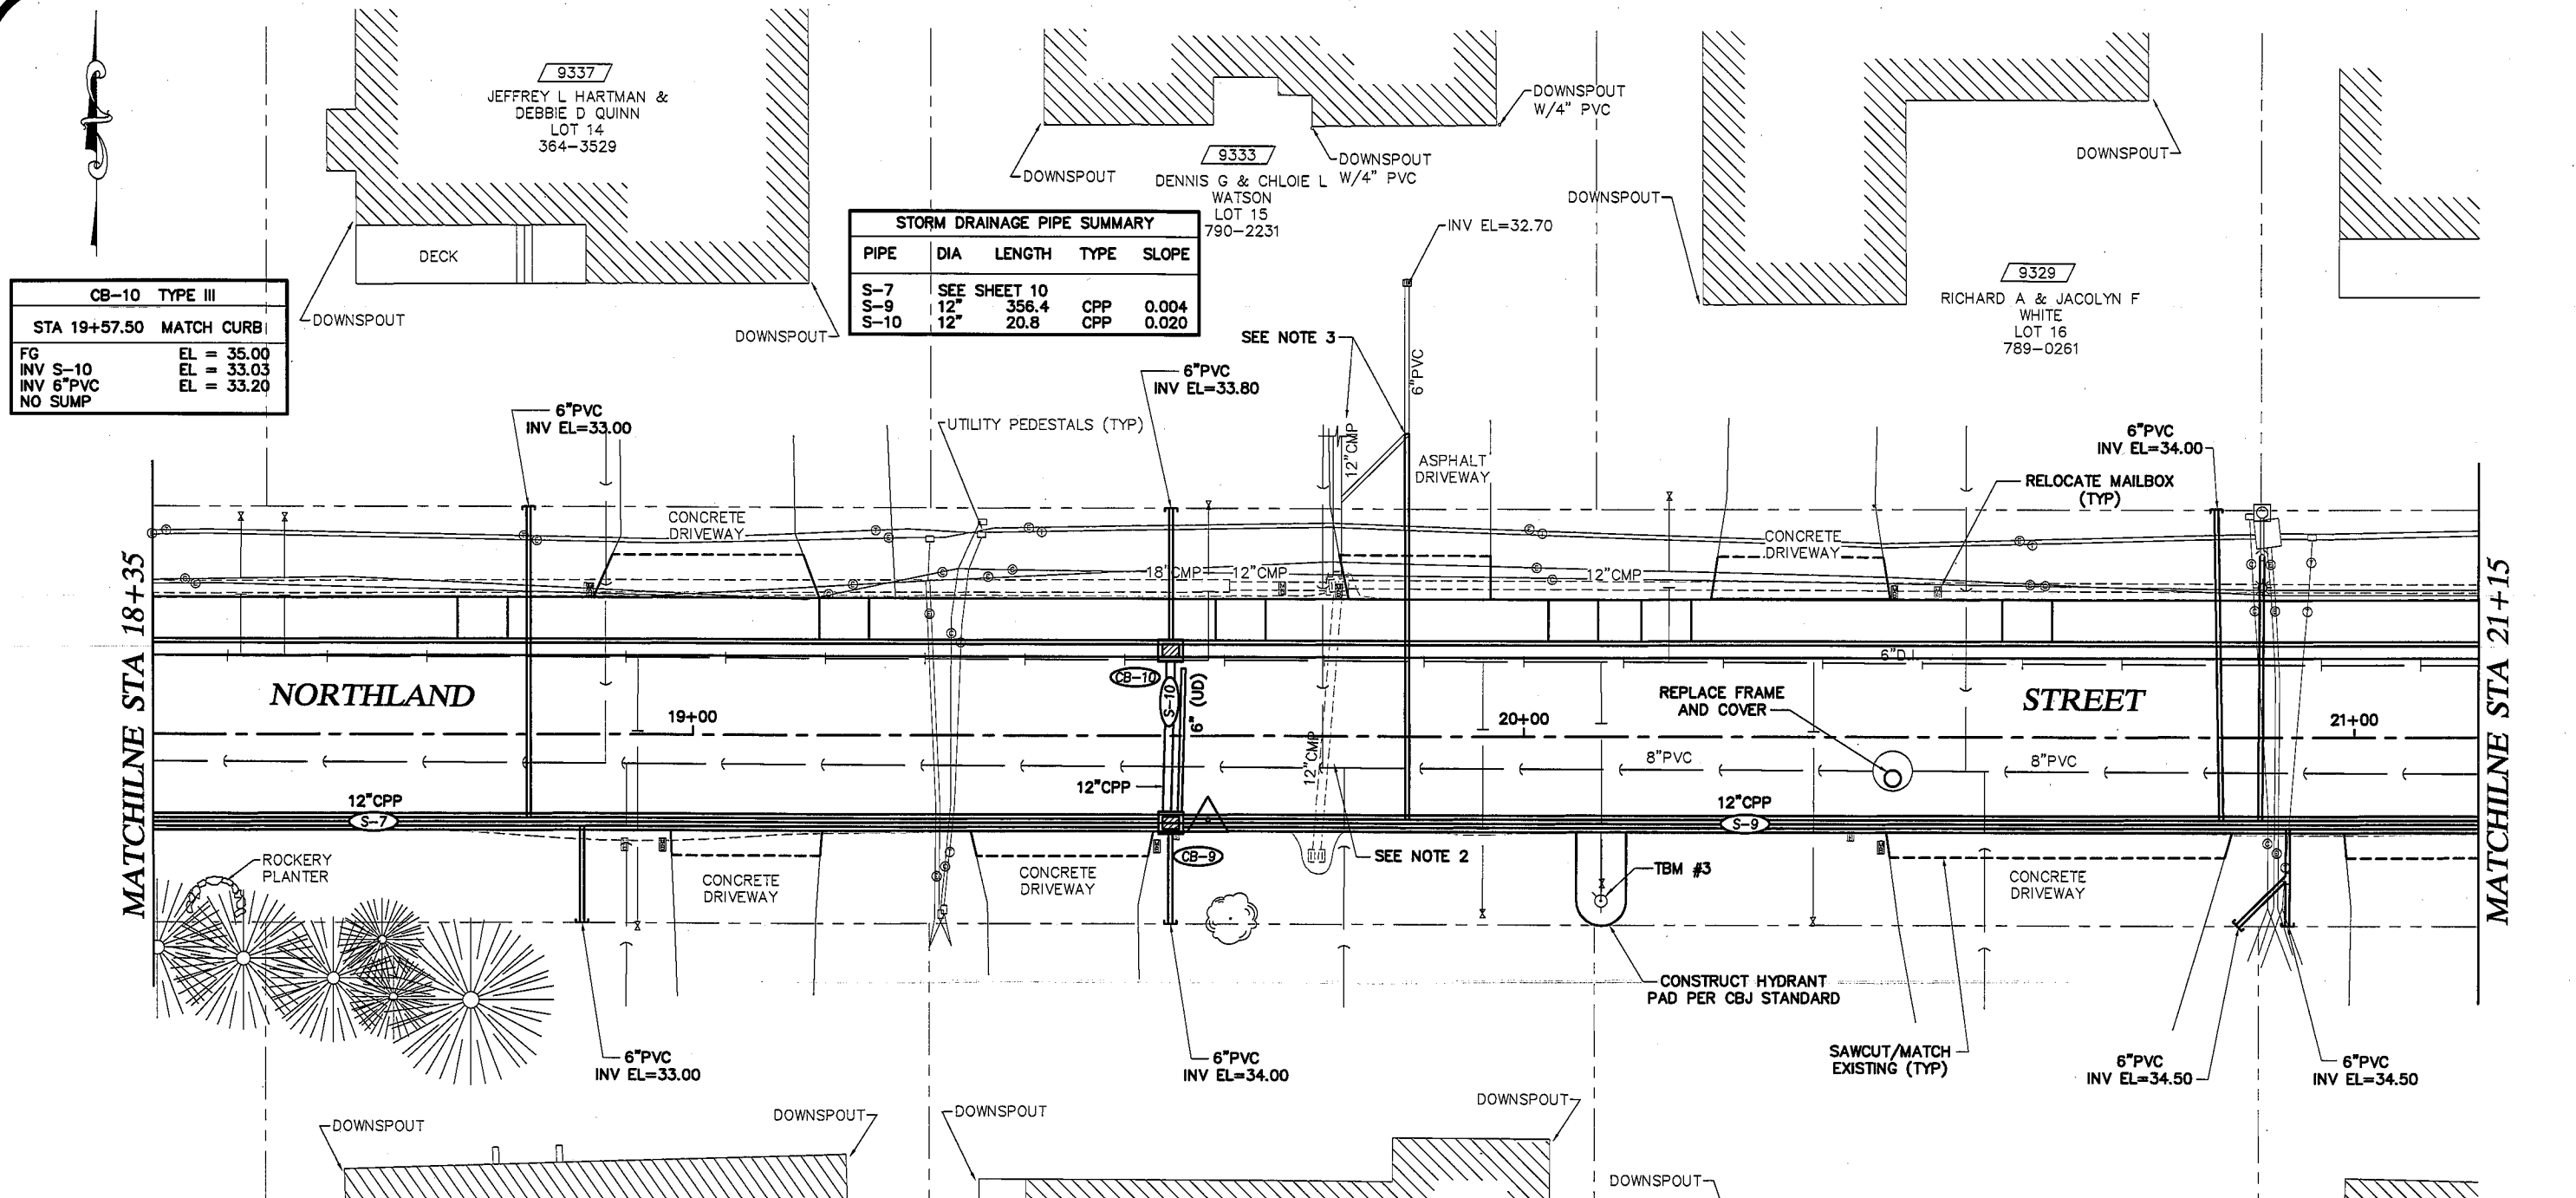 9337
JEFFREY L HARTMAN &
DEBBIE D QUINN
LOT 14
364-3529
DECK
DOWNSPOUT
DOWNSPOUT
DOWNSPOUT
DOWNSPOUT
W/4" PVC
DOWNSPOUT
W/4" PVC
9333
DENNIS G & CHLOIE L
WATSON
LOT 15
790-2231
DOWNSPOUT
DOWNSPOUT
9329
RICHARD A & JACOLYN F
WHITE
LOT 16
789-0261
CB-10 TYPE III
STA 19+57.50 MATCH CURB
FG EL = 35.00
INV S-10 EL = 33.03
INV 6"PVC EL = 33.20
NO SUMP
STORM DRAINAGE PIPE SUMMARY
PIPE DIA LENGTH TYPE SLOPE
S-7 SEE SHEET 10
S-9 12" 356.4 CPP 0.004
S-10 12" 20.8 CPP 0.020
INV EL=32.70
SEE NOTE 3
6"PVC
6"PVC
INV EL=33.80
6"PVC
INV EL=33.00
UTILITY PEDESTALS (TYP)
12"CMP
ASPHALT
DRIVEWAY
6"PVC
INV EL=34.00
RELOCATE MAILBOX
(TYP)
CONCRETE
DRIVEWAY
CONCRETE
DRIVEWAY
18"CMP
12"CMP
12"CMP
MATCHILNE STA 18+35
MATCHILNE STA 21+15
NORTHLAND
STREET
CB-10
S-10
6" (UD)
6"D.I.
19+00
20+00
21+00
REPLACE FRAME
AND COVER
12"CMP
8"PVC
8"PVC
12"CPP
12"CPP
12"CPP
S-7
S-9
CB-9
SEE NOTE 2
ROCKERY
PLANTER
CONCRETE
DRIVEWAY
CONCRETE
DRIVEWAY
TBM #3
CONCRETE
DRIVEWAY
CONSTRUCT HYDRANT
PAD PER CBJ STANDARD
6"PVC
INV EL=33.00
6"PVC
INV EL=34.00
SAWCUT/MATCH
EXISTING (TYP)
6"PVC
INV EL=34.50
6"PVC
INV EL=34.50
DOWNSPOUT
DOWNSPOUT
DOWNSPOUT
DOWNSPOUT
DOWNSPOUT